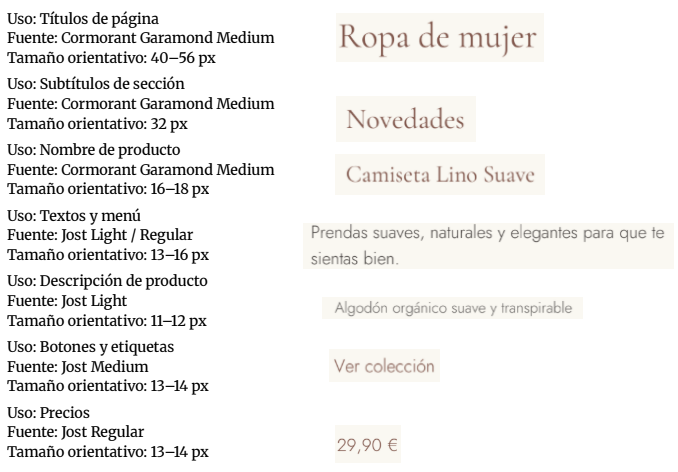 Uso: Títulos de página
Fuente: Cormorant Garamond Medium
Tamaño orientativo: 40–56 px
Ropa de mujer
Uso: Subtítulos de sección
Fuente: Cormorant Garamond Medium
Tamaño orientativo: 32 px
Novedades
Uso: Nombre de producto
Fuente: Cormorant Garamond Medium
Tamaño orientativo: 16–18 px
Camiseta Lino Suave
Uso: Textos y menú
Fuente: Jost Light / Regular
Tamaño orientativo: 13–16 px
Prendas suaves, naturales y elegantes para que te
sientas bien.
Uso: Descripción de producto
Fuente: Jost Light
Tamaño orientativo: 11–12 px
Algodón orgánico suave y transpirable
Uso: Botones y etiquetas
Fuente: Jost Medium
Tamaño orientativo: 13–14 px
Ver colección
Uso: Precios
Fuente: Jost Regular
Tamaño orientativo: 13–14 px
29,90 €